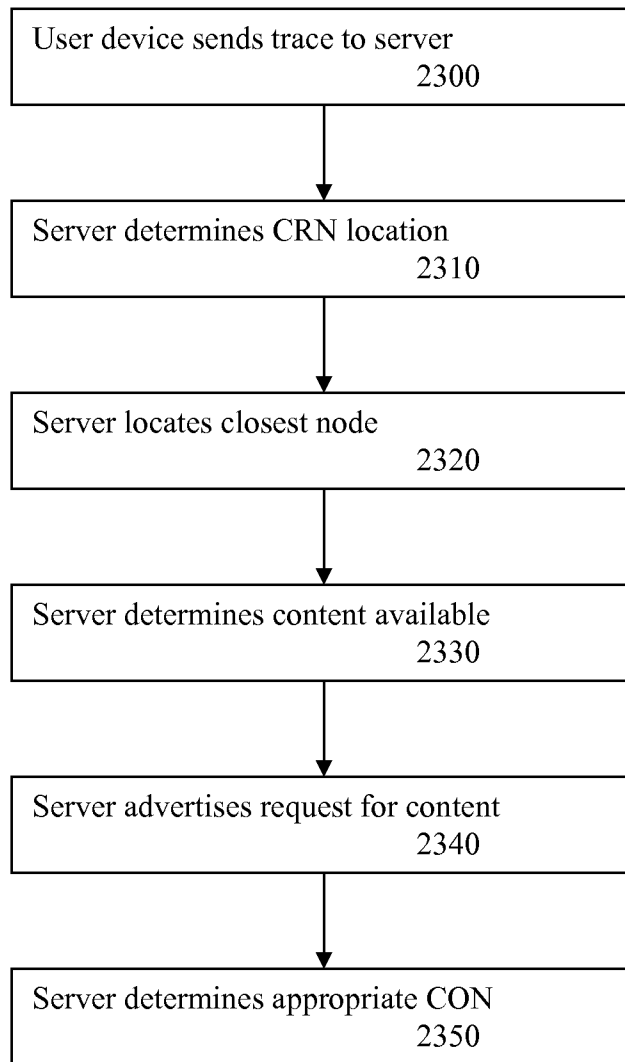 User device sends trace to server
2300
Server determines CRN location
2310
Server locates closest node
2320
Server determines content available
2330
Server advertises request for content
2340
Server determines appropriate CON
2350